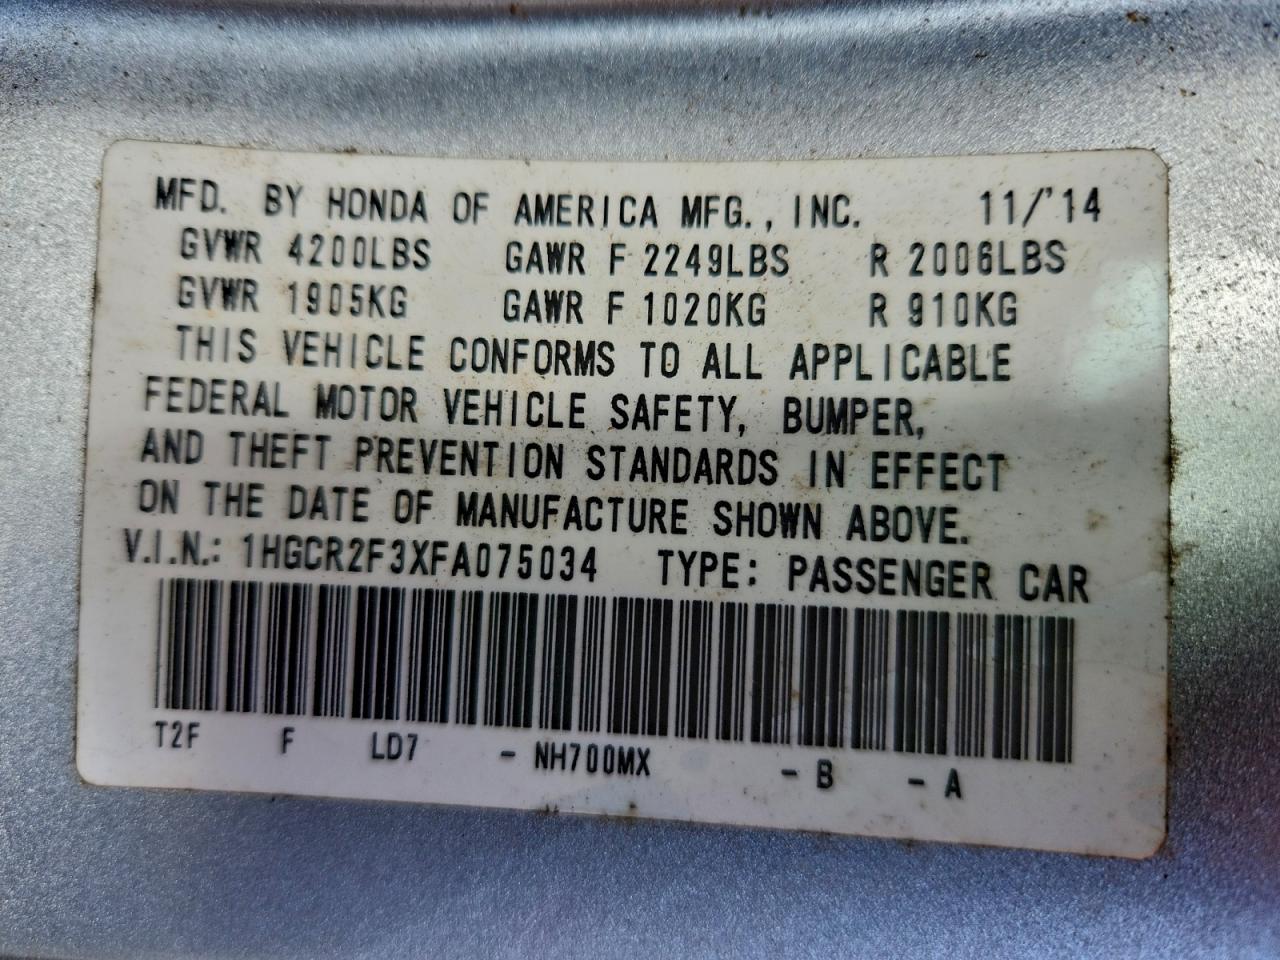 MFD. BY HONDA OF AMERICA MFG., INC. 11/'14
GVWR 4200LBS GAWR F 2249LBS R 2006LBS
GVWR 1905KG GAWR F 1020KG R 910KG
THIS VEHICLE CONFORMS TO ALL APPLICABLE
FEDERAL MOTOR VEHICLE SAFETY, BUMPER,
AND THEFT PREVENTION STANDARDS IN EFFECT
ON THE DATE OF MANUFACTURE SHOWN ABOVE.
V.I.N.: 1HGCR2F3XFA075034 TYPE: PASSENGER CAR
T2F F LD7 - NH700MX - B - A